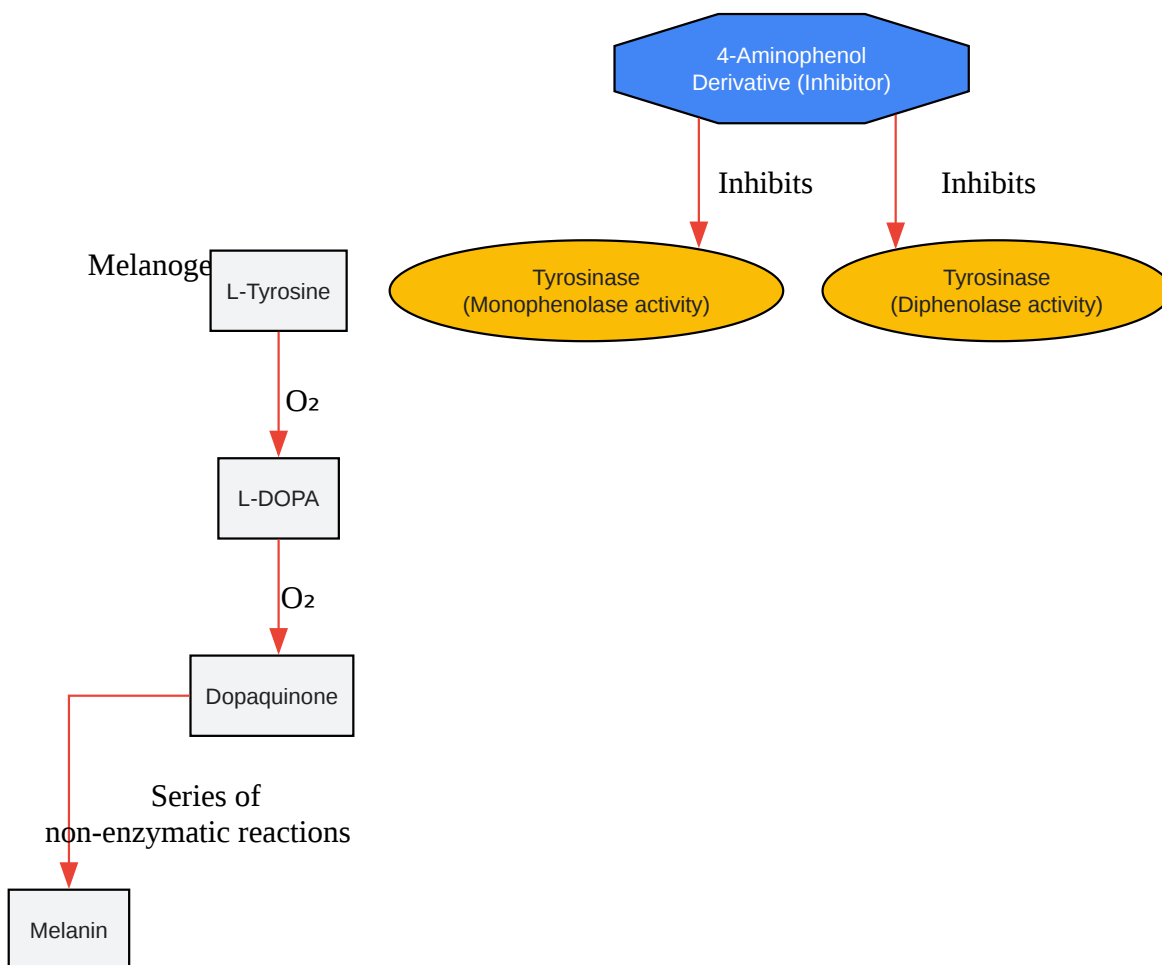 4-Aminophenol
Derivative (Inhibitor)
Inhibits
Inhibits
Melanoge
L-Tyrosine
Tyrosinase
(Monophenolase activity)
Tyrosinase
(Diphenolase activity)
O₂
L-DOPA
O₂
Dopaquinone
Series of
non-enzymatic reactions
Melanin